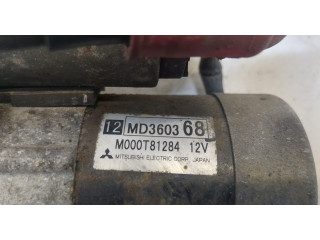 12 MD3603 68
M000T81284 12V
MITSUBISHI ELECTRIC CORP. JAPAN